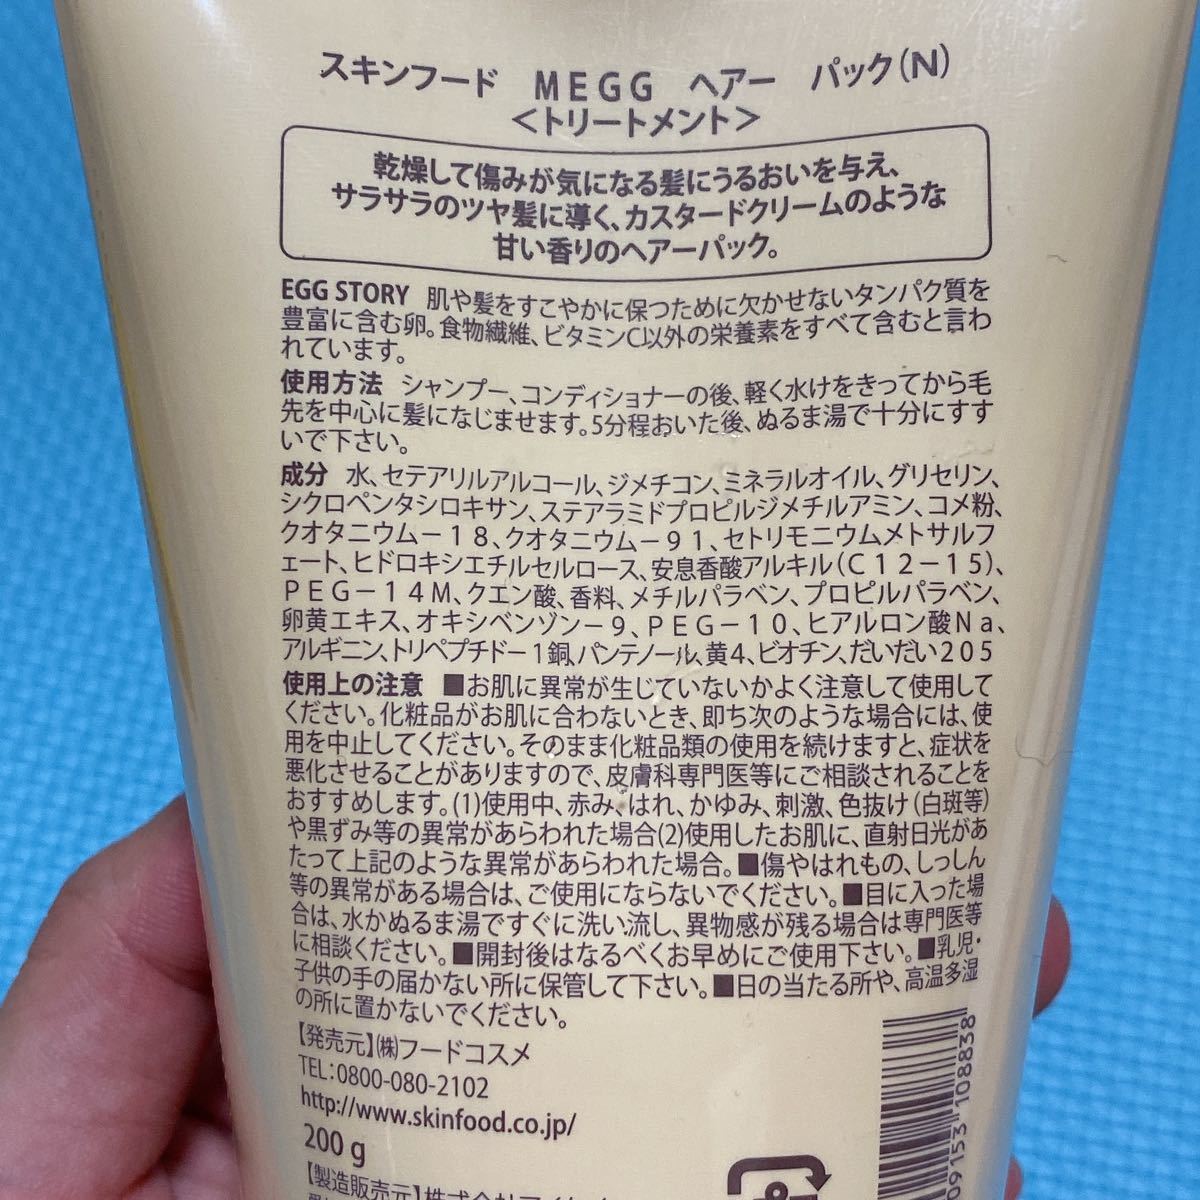 スキンフード　MEGG　ヘアー　パック(N)
＜トリートメント＞
乾燥して傷みが気になる髪にうるおいを与え、
サラサラのツヤ髪に導く、カスタードクリームのような
甘い香りのヘアーパック。
EGG STORY 肌や髪をすこやかに保つために欠かせないタンパク質を
豊富に含む卵。食物繊維、ビタミンC以外の栄養素をすべて含むと言わ
れています。
使用方法 シャンプー、コンディショナーの後、軽く水けをきってから毛
先を中心に髪になじませます。5分程おいた後、ぬるま湯で十分にすす
いで下さい。
成分 水、セテアリルアルコール、ジメチコン、ミネラルオイル、グリセリン、
シクロペンタシロキサン、ステアラミドプロピルジメチルアミン、コメ粉、
クオタニウム－18、クオタニウム－91、セトリモニウムメトサルフ
ェート、ヒドロキシエチルセルロース、安息香酸アルキル(C12－15)、
PEG－14M、クエン酸、香料、メチルパラベン、プロピルパラベン、
卵黄エキス、オキシベンゾン－9、PEG－10、ヒアルロン酸Na、
アルギニン、トリペプチド－1銅、パンテノール、黄4、ビオチン、だいだい205
使用上の注意 ■お肌に異常が生じていないかよく注意して使用して
ください。化粧品がお肌に合わないとき、即ち次のような場合には、使
用を中止してください。そのまま化粧品類の使用を続けますと、症状を
悪化させることがありますので、皮膚科専門医等にご相談されることを
おすすめします。(1)使用中、赤み、はれ、かゆみ、刺激、色抜け(白斑等)
や黒ずみ等の異常があらわれた場合(2)使用したお肌に、直射日光があ
たって上記のような異常があらわれた場合。■傷やはれもの、しっしん
等の異常がある場合は、ご使用にならないでください。■目に入った場
合は、水かぬるま湯ですぐに洗い流し、異物感が残る場合は専門医等
に相談ください。■開封後はなるべくお早めにご使用下さい。■乳児・
子供の手の届かない所に保管して下さい。■日の当たる所や、高温多湿
の所に置かないでください。
【発売元】㈱フードコスメ
TEL:0800-080-2102
http://www.skinfood.co.jp/
200 g
【製造販売元】株式会社
09153 108838